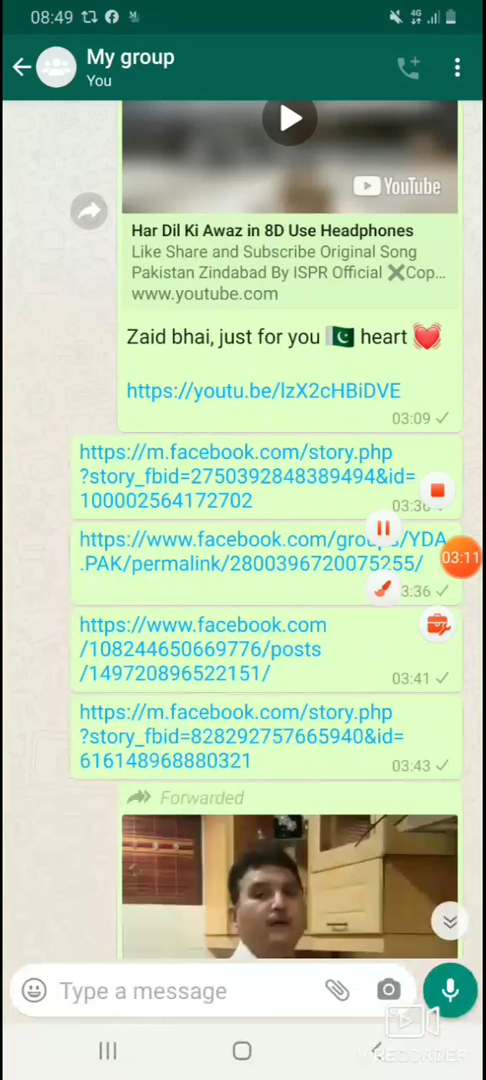 08:49
4G
My group
You
YouTube
Har Dil Ki Awaz in 8D Use Headphones
Like Share and Subscribe Original Song
Pakistan Zindabad By ISPR Official ❌Cop...
www.youtube.com
Zaid bhai, just for you 🇵🇰 heart 💓
https://youtu.be/lzX2cHBiDVE
03:09
https://m.facebook.com/story.php
?story_fbid=2750392848389494&id=
100002564172702
03:36
https://www.facebook.com/groups/YDA
.PAK/permalink/2800396720075255/
03:11
3:36
https://www.facebook.com
/108244650669776/posts
/149720896522151/
03:41
https://m.facebook.com/story.php
?story_fbid=828292757665940&id=
616148968880321
03:43
Forwarded
Type a message
RECORDER